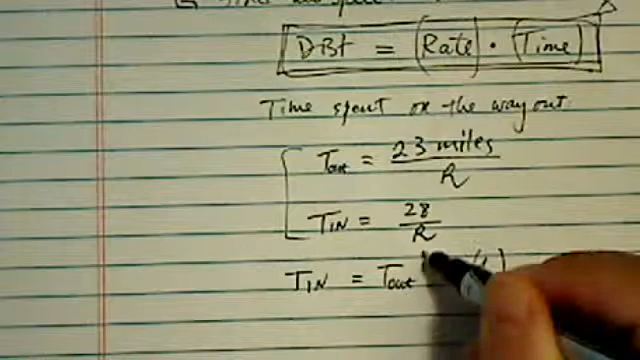 DBt = (Rate) · (Time)
Time spent on the way out
Tout = 23 miles / R
TIN = 28 / R
TIN = Tout